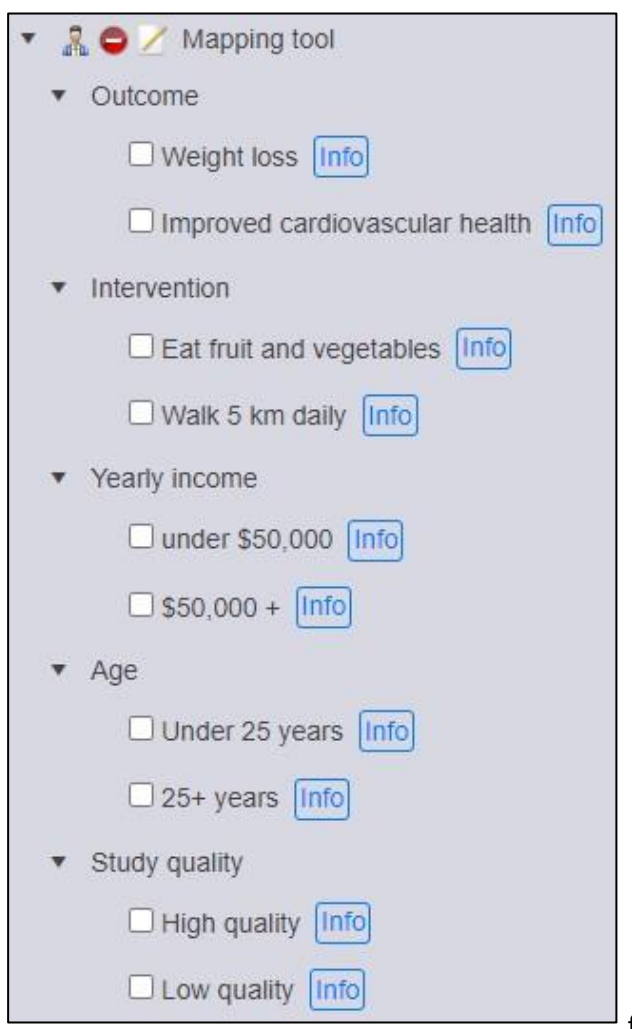 Mapping tool
Outcome
Weight loss Info
Improved cardiovascular health Info
Intervention
Eat fruit and vegetables Info
Walk 5 km daily Info
Yearly income
under $50,000 Info
$50,000 + Info
Age
Under 25 years Info
25+ years Info
Study quality
High quality Info
Low quality Info